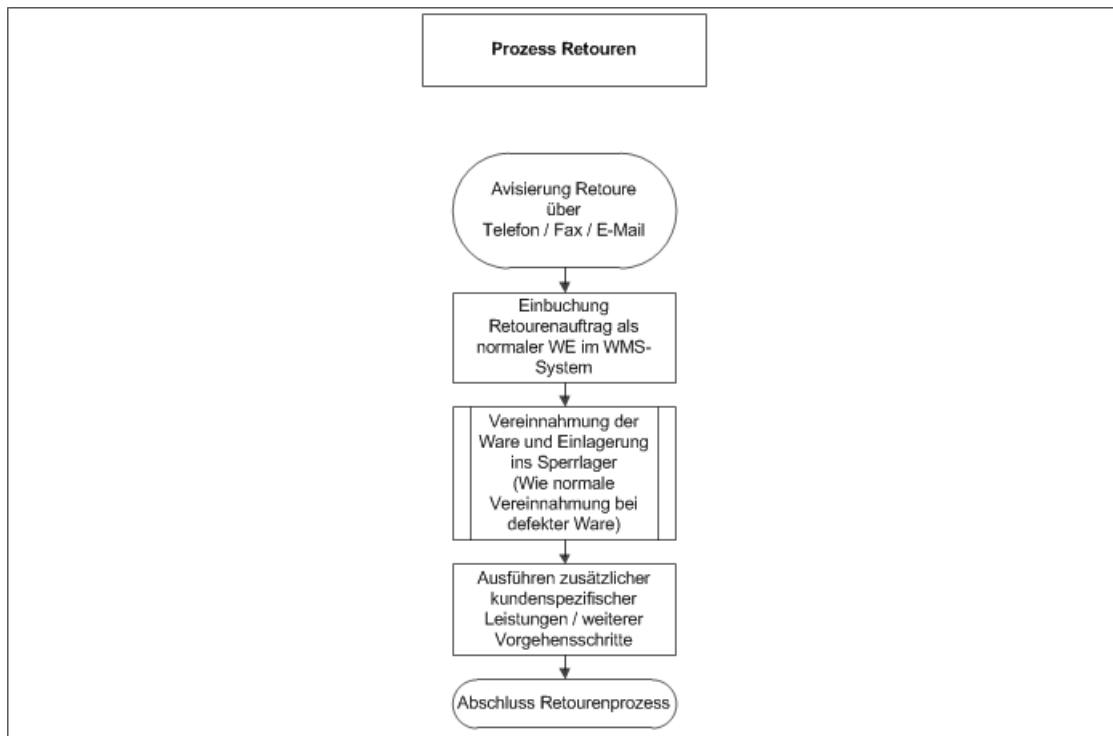 Prozess Retouren
Avisierung Retoure
über
Telefon / Fax / E-Mail
Einbuchung
Retourenauftrag als
normaler WE im WMS-
System
Vereinnahmung der
Ware und Einlagerung
ins Sperrlager
(Wie normale
Vereinnahmung bei
defekter Ware)
Ausführen zusätzlicher
kundenspezifischer
Leistungen / weiterer
Vorgehensschritte
Abschluss Retourenprozess